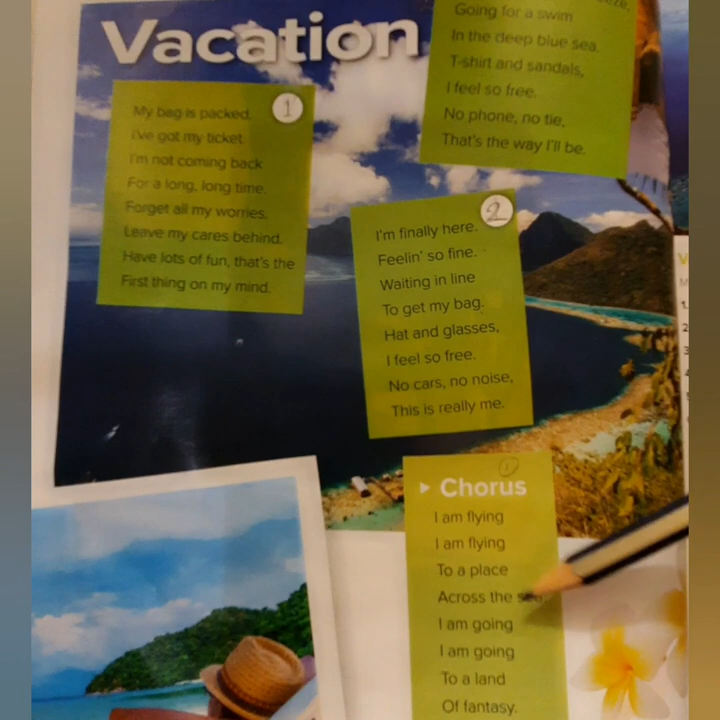 Vacation
1
My bag is packed.
I've got my ticket.
I'm not coming back
For a long, long time.
Forget all my worries.
Leave my cares behind.
Have lots of fun, that's the
First thing on my mind.
Going for a swim
In the deep blue sea.
T-shirt and sandals,
I feel so free.
No phone, no tie,
That's the way I'll be.
2
I'm finally here.
Feelin' so fine.
Waiting in line
To get my bag.
Hat and glasses,
I feel so free.
No cars, no noise,
This is really me.
Chorus
I am flying
I am flying
To a place
Across the sea.
I am going
I am going
To a land
Of fantasy.